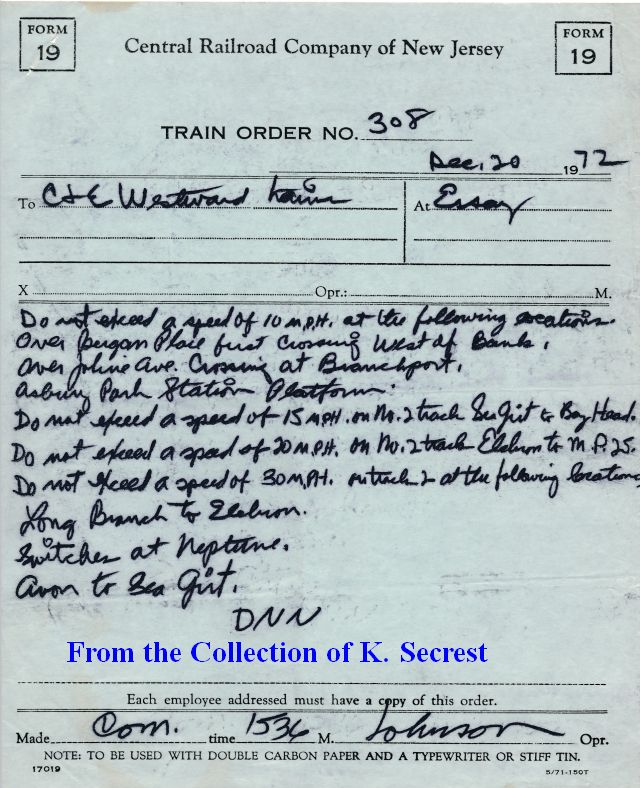 FORM 19
Central Railroad Company of New Jersey
FORM 19
TRAIN ORDER NO. 308
Dec. 20 1972
To C&E Westward trains At Essay
X Opr.: M.
Do not exceed a speed of 10 M.P.H. at the following locations.
Over Bergen Place first Crossing West of Bank.
Over Joline Ave. Crossing at Branchport.
Asbury Park Station Platform.
Do not exceed a speed of 15 MPH. on No. 2 track Sea Girt to Bay Head.
Do not exceed a speed of 20 M.P.H. on No. 2 track Elberon to M.P. 25.
Do not exceed a speed of 30 M.P.H. on track 2 at the following locations
Long Branch to Elberon.
Switches at Neptune.
Avon to Sea Girt.
DNN
From the Collection of K. Secrest
Each employee addressed must have a copy of this order.
Made Com. time 1536 M. Johnson Opr.
NOTE: TO BE USED WITH DOUBLE CARBON PAPER AND A TYPEWRITER OR STIFF TIN.
17019 5/71-150T